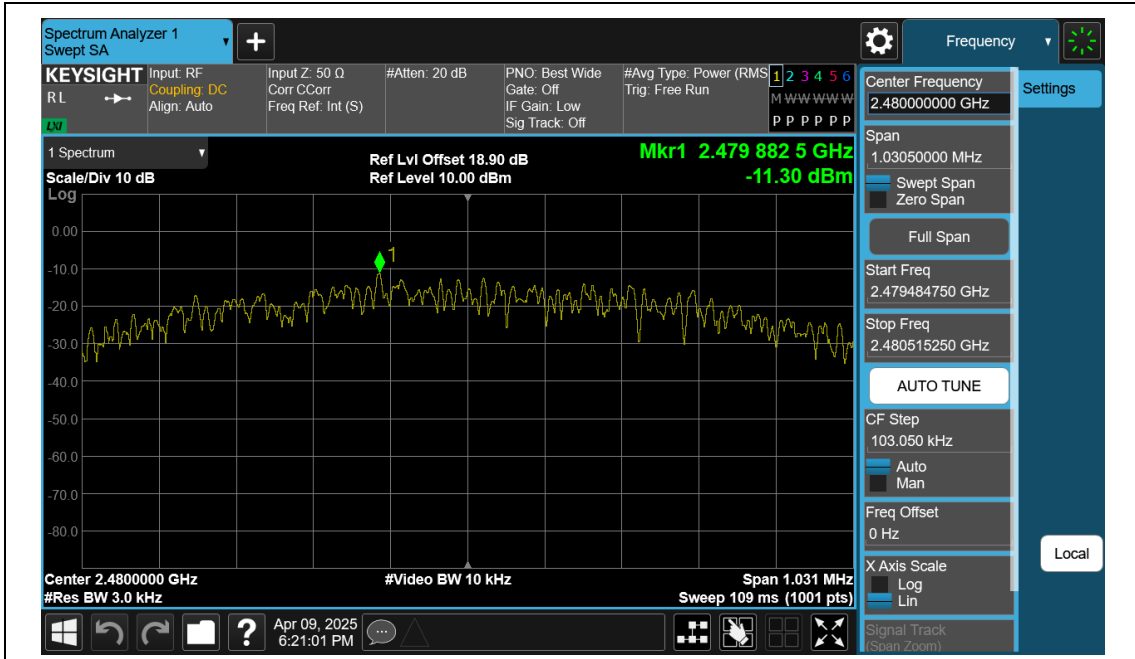 Spectrum Analyzer 1
Swept SA
+
Frequency
KEYSIGHT
R L
LXI
Input: RF
Coupling: DC
Align: Auto
Input Z: 50 Ω
Corr CCorr
Freq Ref: Int (S)
#Atten: 20 dB
PNO: Best Wide
Gate: Off
IF Gain: Low
Sig Track: Off
#Avg Type: Power (RMS
Trig: Free Run
1 2 3 4 5 6
M W W W W W
P P P P P P
1 Spectrum
Scale/Div 10 dB
Log
Ref Lvl Offset 18.90 dB
Ref Level 10.00 dBm
Mkr1 2.479 882 5 GHz
-11.30 dBm
1
0.00
-10.0
-20.0
-30.0
-40.0
-50.0
-60.0
-70.0
-80.0
Center 2.4800000 GHz
#Res BW 3.0 kHz
#Video BW 10 kHz
Span 1.031 MHz
Sweep 109 ms (1001 pts)
Center Frequency
2.480000000 GHz
Span
1.03050000 MHz
Swept Span
Zero Span
Full Span
Start Freq
2.479484750 GHz
Stop Freq
2.480515250 GHz
AUTO TUNE
CF Step
103.050 kHz
Auto
Man
Freq Offset
0 Hz
X Axis Scale
Log
Lin
Signal Track
(Span Zoom)
Settings
Local
?
Apr 09, 2025
6:21:01 PM